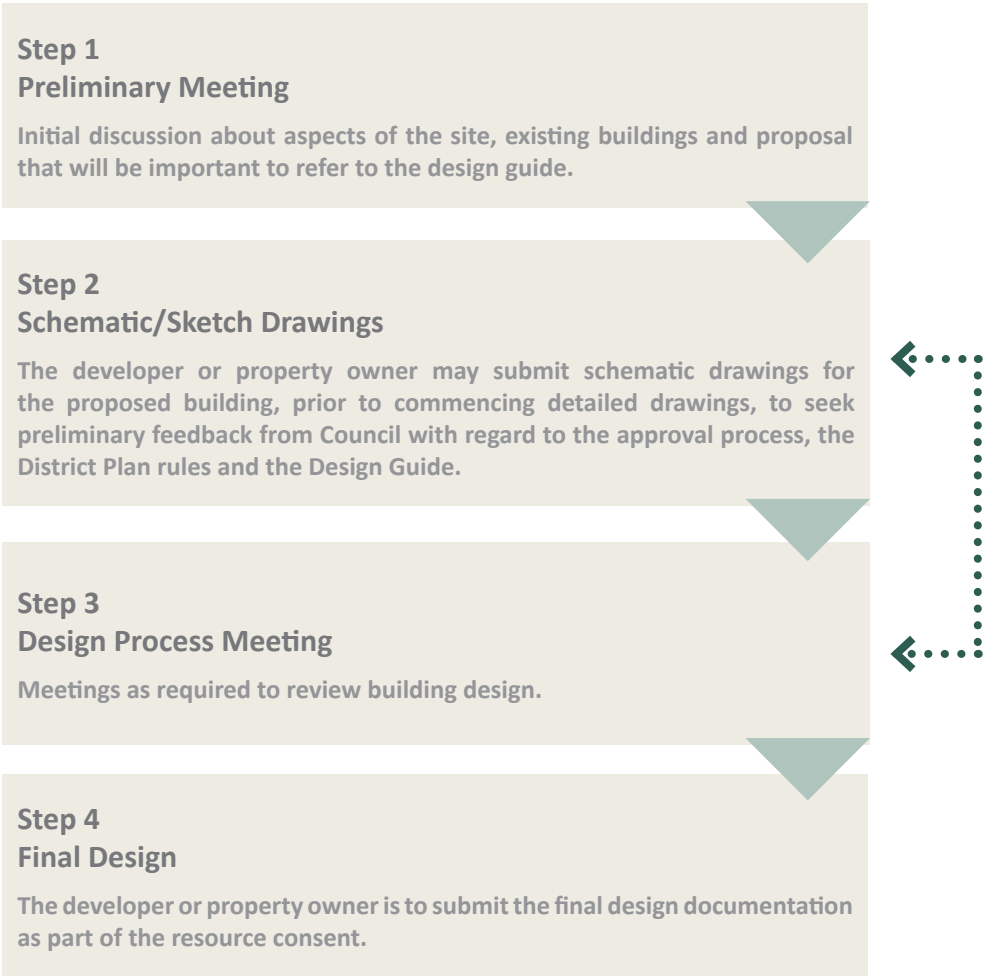 Step 1
Preliminary Meeting
Initial discussion about aspects of the site, existing buildings and proposal
that will be important to refer to the design guide.
Step 2
Schematic/Sketch Drawings
The developer or property owner may submit schematic drawings for
the proposed building, prior to commencing detailed drawings, to seek
preliminary feedback from Council with regard to the approval process, the
District Plan rules and the Design Guide.
Step 3
Design Process Meeting
Meetings as required to review building design.
Step 4
Final Design
The developer or property owner is to submit the final design documentation
as part of the resource consent.